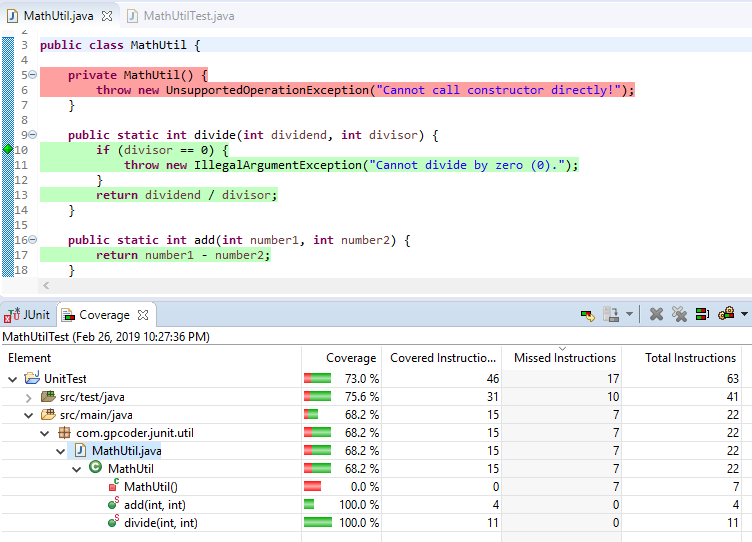 MathUtil.java MathUtilTest.java
2
3 public class MathUtil {
4
5 private MathUtil() {
6 throw new UnsupportedOperationException("Cannot call constructor directly!");
7 }
8
9 public static int divide(int dividend, int divisor) {
10 if (divisor == 0) {
11 throw new IllegalArgumentException("Cannot divide by zero (0).");
12 }
13 return dividend / divisor;
14 }
15
16 public static int add(int number1, int number2) {
17 return number1 - number2;
18 }
JUnit Coverage
MathUtilTest (Feb 26, 2019 10:27:36 PM)
Element Coverage Covered Instructio... Missed Instructions Total Instructions
UnitTest 73.0 % 46 17 63
src/test/java 75.6 % 31 10 41
src/main/java 68.2 % 15 7 22
com.gpcoder.junit.util 68.2 % 15 7 22
MathUtil.java 68.2 % 15 7 22
MathUtil 68.2 % 15 7 22
MathUtil() 0.0 % 0 7 7
add(int, int) 100.0 % 4 0 4
divide(int, int) 100.0 % 11 0 11